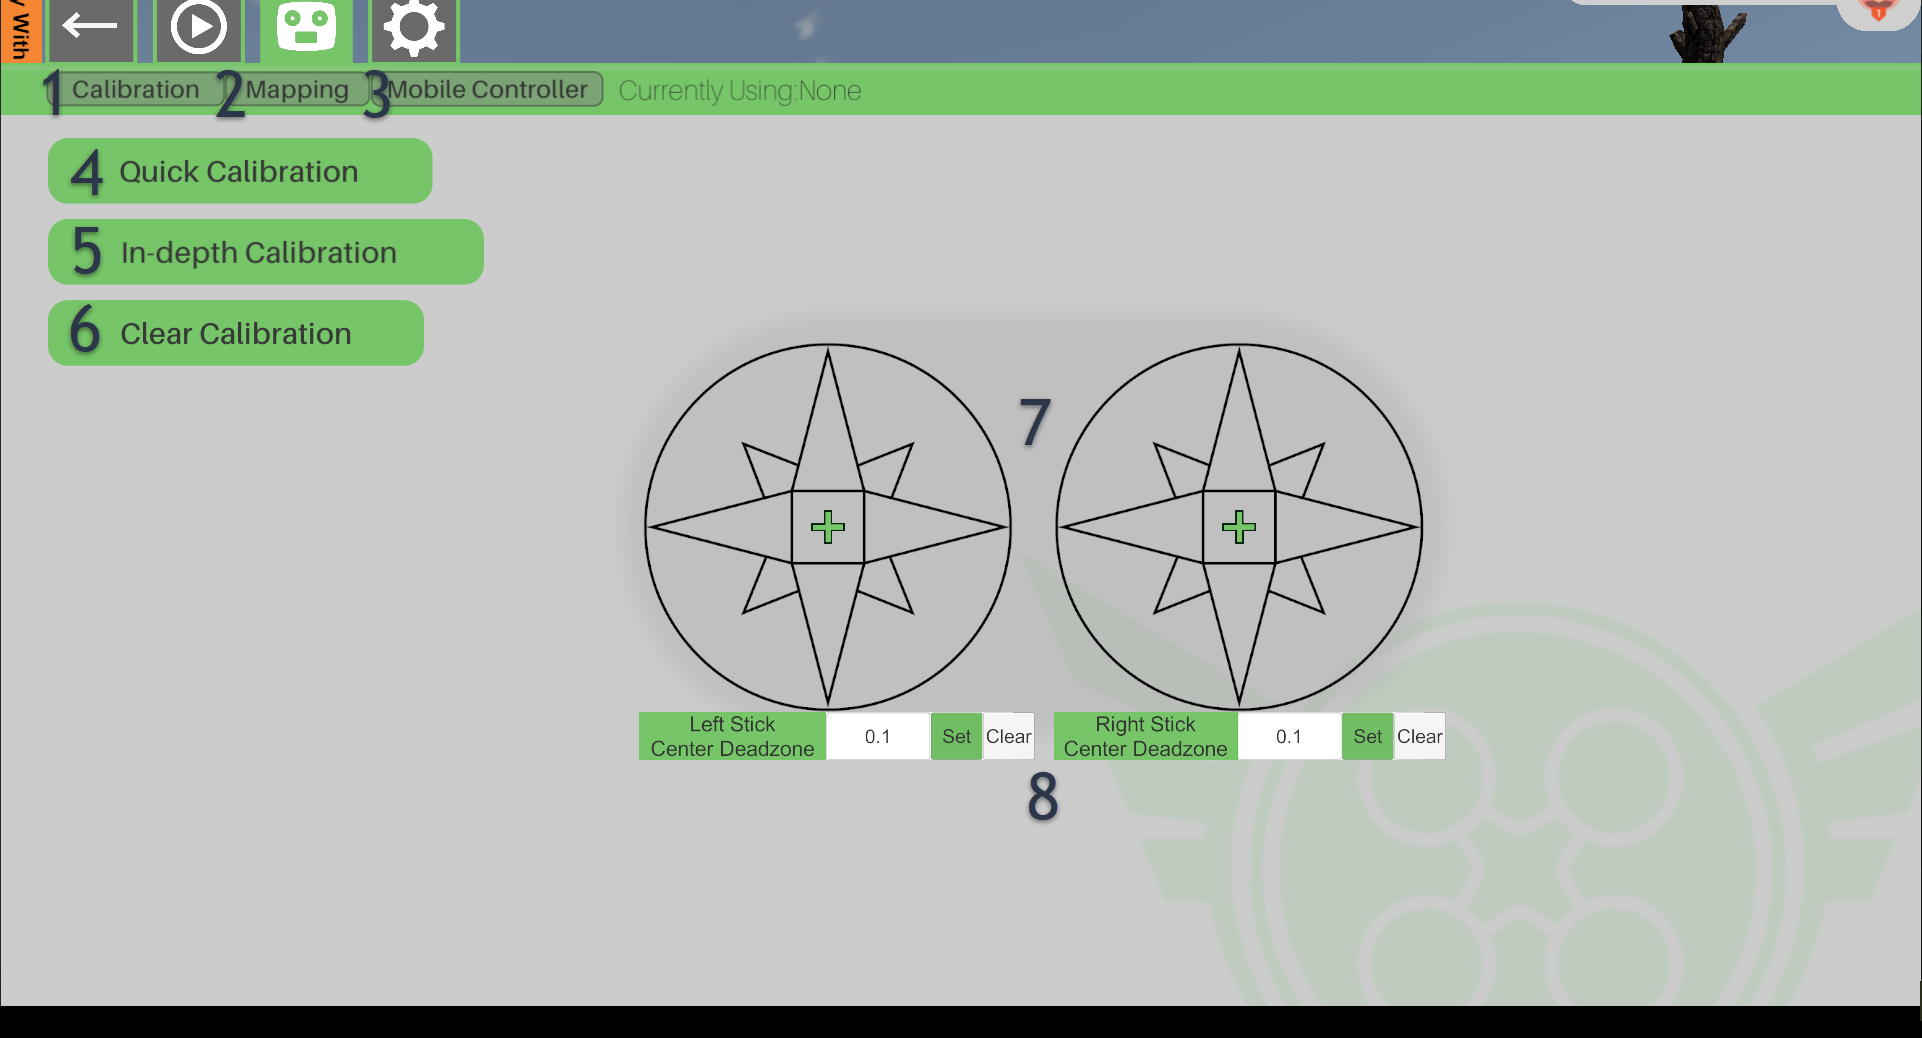 y With
1
1 Calibration 2 Mapping 3 Mobile Controller Currently Using:None
4 Quick Calibration
5 In-depth Calibration
6 Clear Calibration
7
Left Stick
Center Deadzone
0.1 Set Clear
Right Stick
Center Deadzone
0.1 Set Clear
8